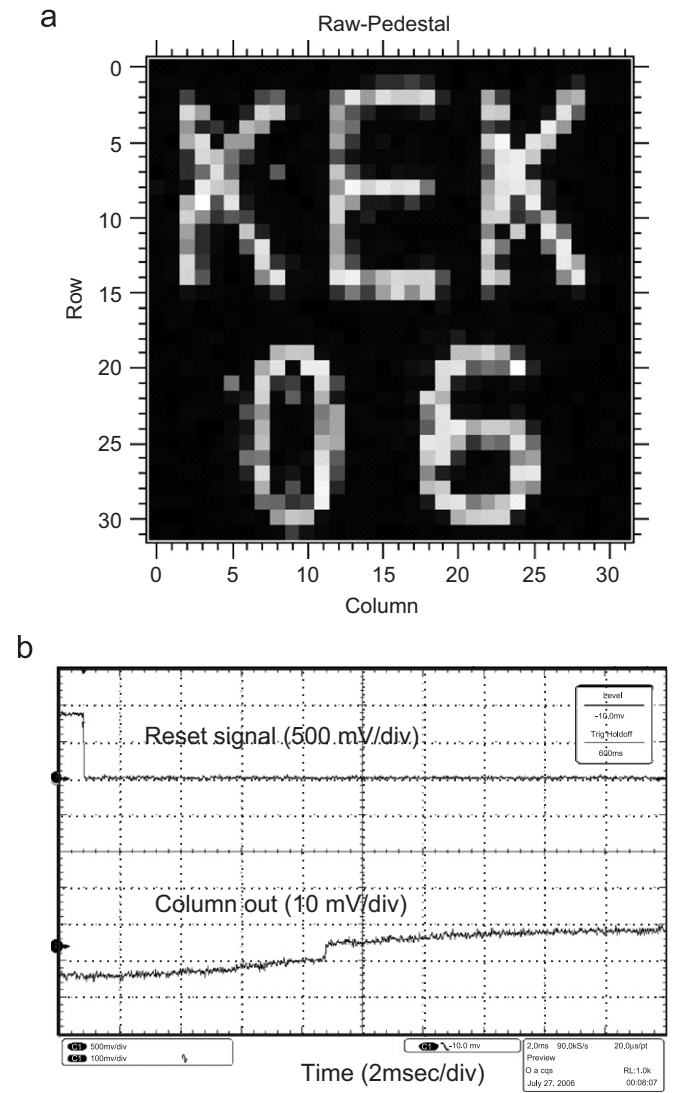 a
Raw-Pedestal
0
5
10
15
20
25
30
Row
KEK
06
0 5 10 15 20 25 30
Column
b
Level
-10.0mv
Trig Holdoff
600ms
Reset signal (500 mV/div)
Column out (10 mV/div)
C1 500mv/div
C1 100mv/div
C1 -10.0 mv
2.0ms 90.0kS/s 20.0µs/pt
Preview
O a cqs RL:1.0k
July 27. 2006 00:08:07
Time (2msec/div)